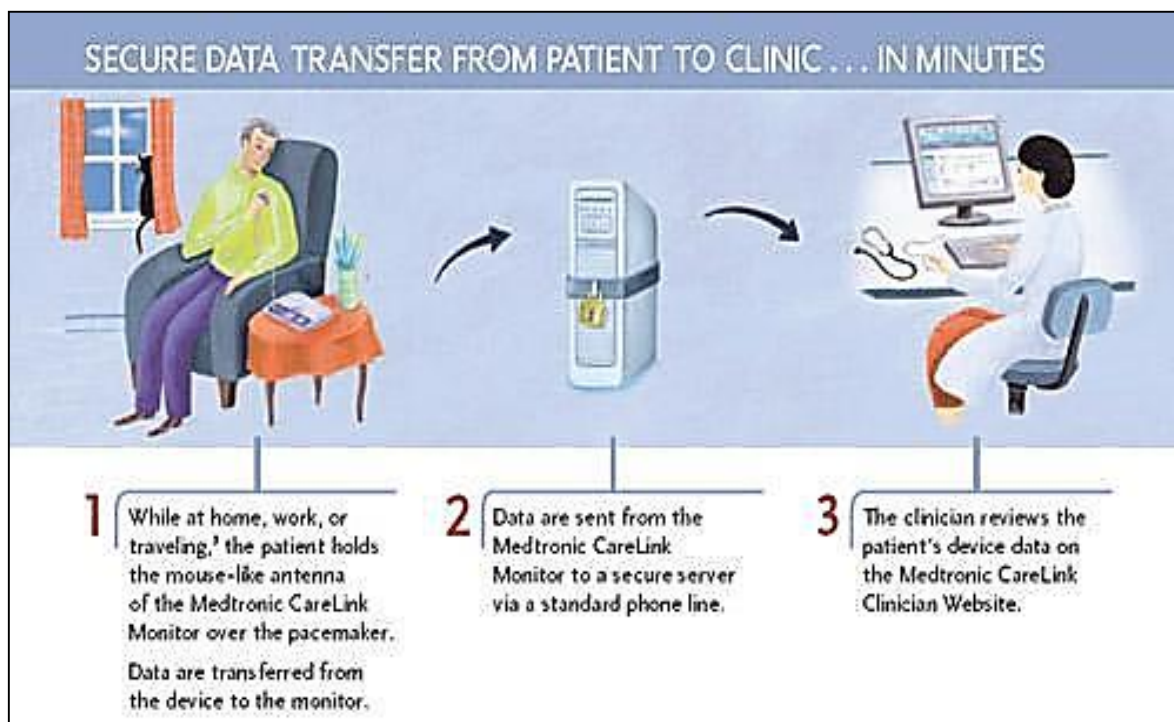 SECURE DATA TRANSFER FROM PATIENT TO CLINIC . . . IN MINUTES
1
While at home, work, or
traveling,³ the patient holds
the mouse-like antenna
of the Medtronic CareLink
Monitor over the pacemaker.
Data are transferred from
the device to the monitor.
2
Data are sent from the
Medtronic CareLink
Monitor to a secure server
via a standard phone line.
3
The clinician reviews the
patient's device data on
the Medtronic CareLink
Clinician Website.